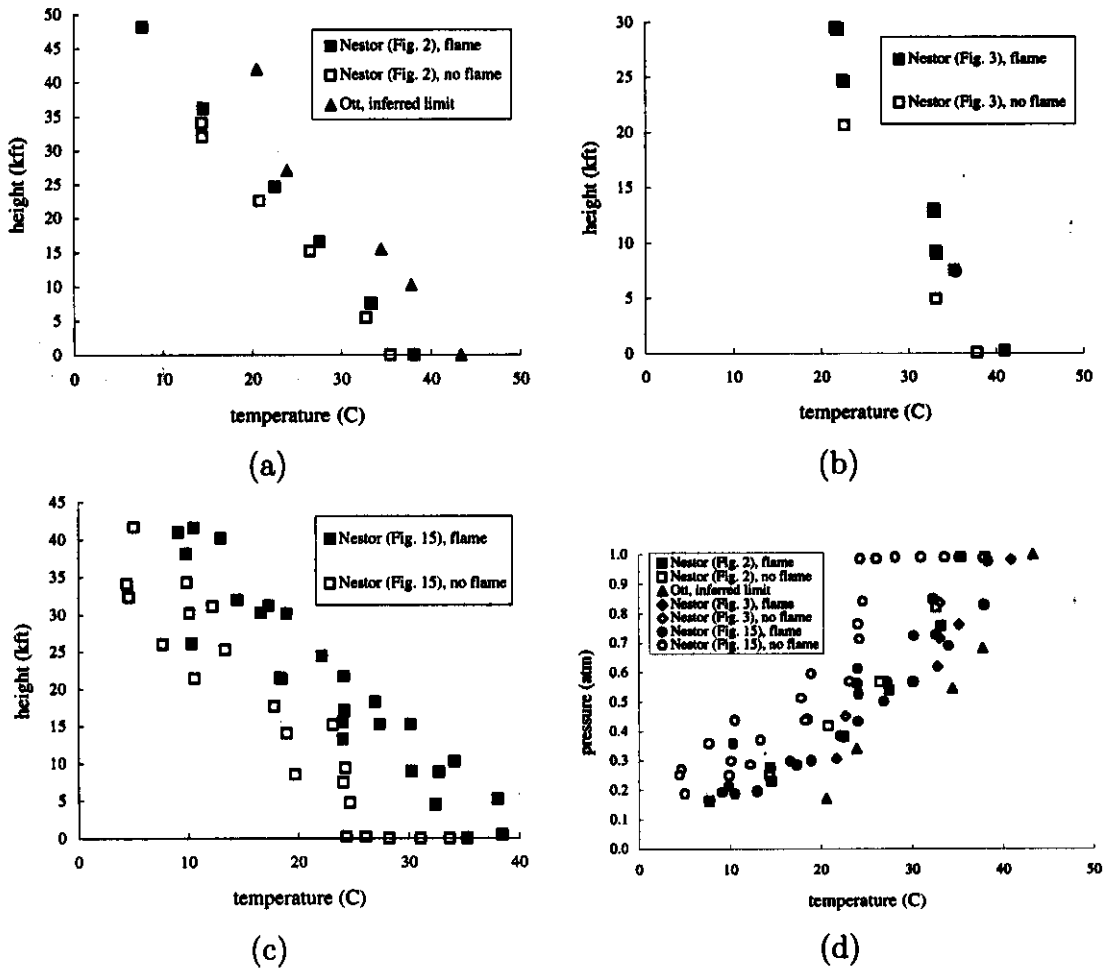 50
45
40
35
30
25
20
15
10
5
0
height (kft)
Nestor (Fig. 2), flame
Nestor (Fig. 2), no flame
Ott, inferred limit
0 10 20 30 40 50
temperature (C)
(a)
30
25
20
15
10
5
0
height (kft)
Nestor (Fig. 3), flame
Nestor (Fig. 3), no flame
0 10 20 30 40 50
temperature (C)
(b)
45
40
35
30
25
20
15
10
5
0
height (kft)
Nestor (Fig. 15), flame
Nestor (Fig. 15), no flame
0 10 20 30 40
temperature (C)
(c)
1.0
0.9
0.8
0.7
0.6
0.5
0.4
0.3
0.2
0.1
0.0
pressure (atm)
Nestor (Fig. 2), flame
Nestor (Fig. 2), no flame
Ott, inferred limit
Nestor (Fig. 3), flame
Nestor (Fig. 3), no flame
Nestor (Fig. 15), flame
Nestor (Fig. 15), no flame
0 10 20 30 40 50
temperature (C)
(d)